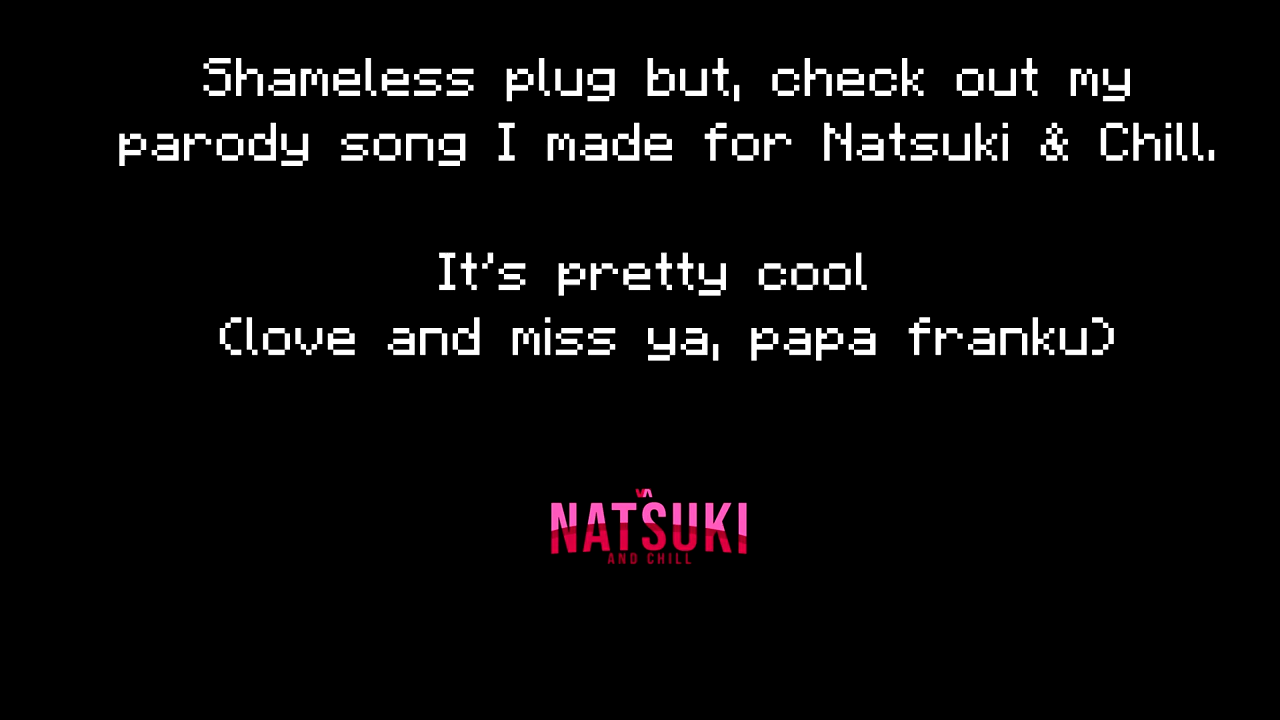 Shameless plug but, check out my
parody song I made for Natsuki & Chill.
It's pretty cool
(love and miss ya, papa franku)
NATSUKI
AND CHILL